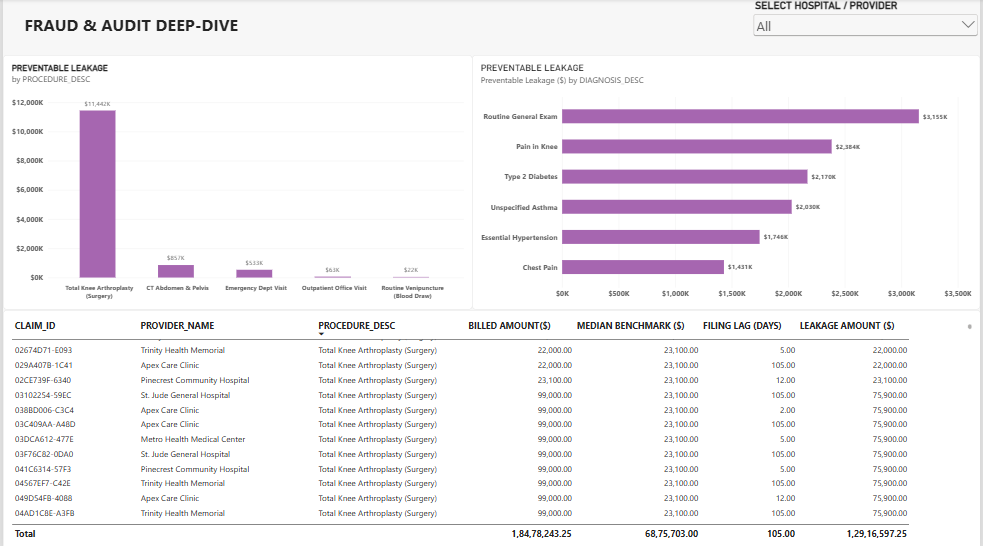 SELECT HOSPITAL / PROVIDER
FRAUD & AUDIT DEEP-DIVE
All
PREVENTABLE LEAKAGE
by PROCEDURE_DESC
$12,000K
$10,000K
$8,000K
$6,000K
$4,000K
$2,000K
$0K
$11,442K
$857K
$533K
$63K
$22K
Total Knee Arthroplasty (Surgery)
CT Abdomen & Pelvis
Emergency Dept Visit
Outpatient Office Visit
Routine Venipuncture (Blood Draw)
PREVENTABLE LEAKAGE
Preventable Leakage ($) by DIAGNOSIS_DESC
Routine General Exam $3,155K
Pain in Knee $2,384K
Type 2 Diabetes $2,170K
Unspecified Asthma $2,030K
Essential Hypertension $1,746K
Chest Pain $1,431K
$0K $500K $1,000K $1,500K $2,000K $2,500K $3,000K $3,500K
CLAIM_ID PROVIDER_NAME PROCEDURE_DESC BILLED AMOUNT($) MEDIAN BENCHMARK ($) FILING LAG (DAYS) LEAKAGE AMOUNT ($)
02674D71-E093 Trinity Health Memorial Total Knee Arthroplasty (Surgery) 22,000.00 23,100.00 5.00 22,000.00
029A407B-1C41 Apex Care Clinic Total Knee Arthroplasty (Surgery) 22,000.00 23,100.00 105.00 22,000.00
02CE739F-6340 Pinecrest Community Hospital Total Knee Arthroplasty (Surgery) 23,100.00 23,100.00 12.00 23,100.00
03102254-59EC St. Jude General Hospital Total Knee Arthroplasty (Surgery) 99,000.00 23,100.00 105.00 75,900.00
038BD006-C3C4 Apex Care Clinic Total Knee Arthroplasty (Surgery) 99,000.00 23,100.00 2.00 75,900.00
03C409AA-A48D Apex Care Clinic Total Knee Arthroplasty (Surgery) 99,000.00 23,100.00 105.00 75,900.00
03DCA612-477E Metro Health Medical Center Total Knee Arthroplasty (Surgery) 99,000.00 23,100.00 5.00 75,900.00
03F76C82-0DA0 St. Jude General Hospital Total Knee Arthroplasty (Surgery) 99,000.00 23,100.00 105.00 75,900.00
041C6314-57F3 Pinecrest Community Hospital Total Knee Arthroplasty (Surgery) 99,000.00 23,100.00 5.00 75,900.00
04567EF7-C42E Trinity Health Memorial Total Knee Arthroplasty (Surgery) 99,000.00 23,100.00 105.00 75,900.00
049D54FB-4088 Apex Care Clinic Total Knee Arthroplasty (Surgery) 99,000.00 23,100.00 12.00 75,900.00
04AD1C8E-A3FB Trinity Health Memorial Total Knee Arthroplasty (Surgery) 99,000.00 23,100.00 105.00 75,900.00
Total 1,84,78,243.25 68,75,703.00 105.00 1,29,16,597.25